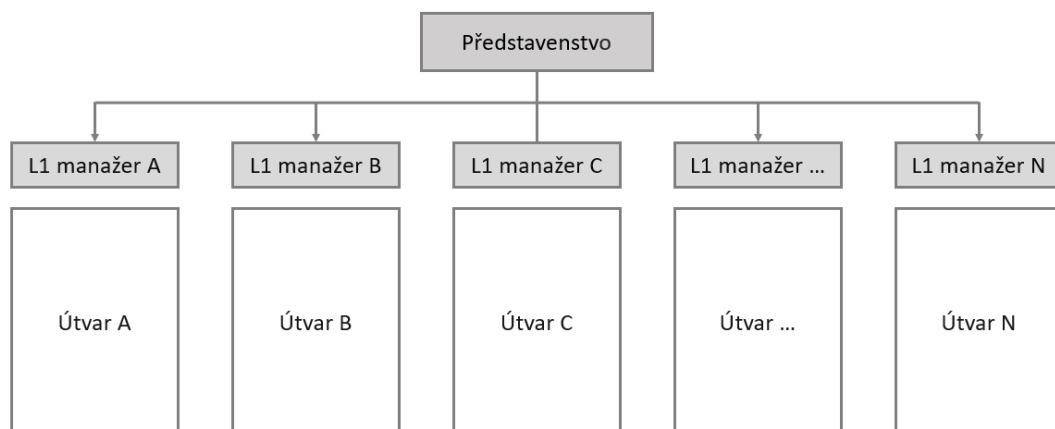 Představenstvo
L1 manažer A
L1 manažer B
L1 manažer C
L1 manažer ...
L1 manažer N
Útvar A
Útvar B
Útvar C
Útvar ...
Útvar N